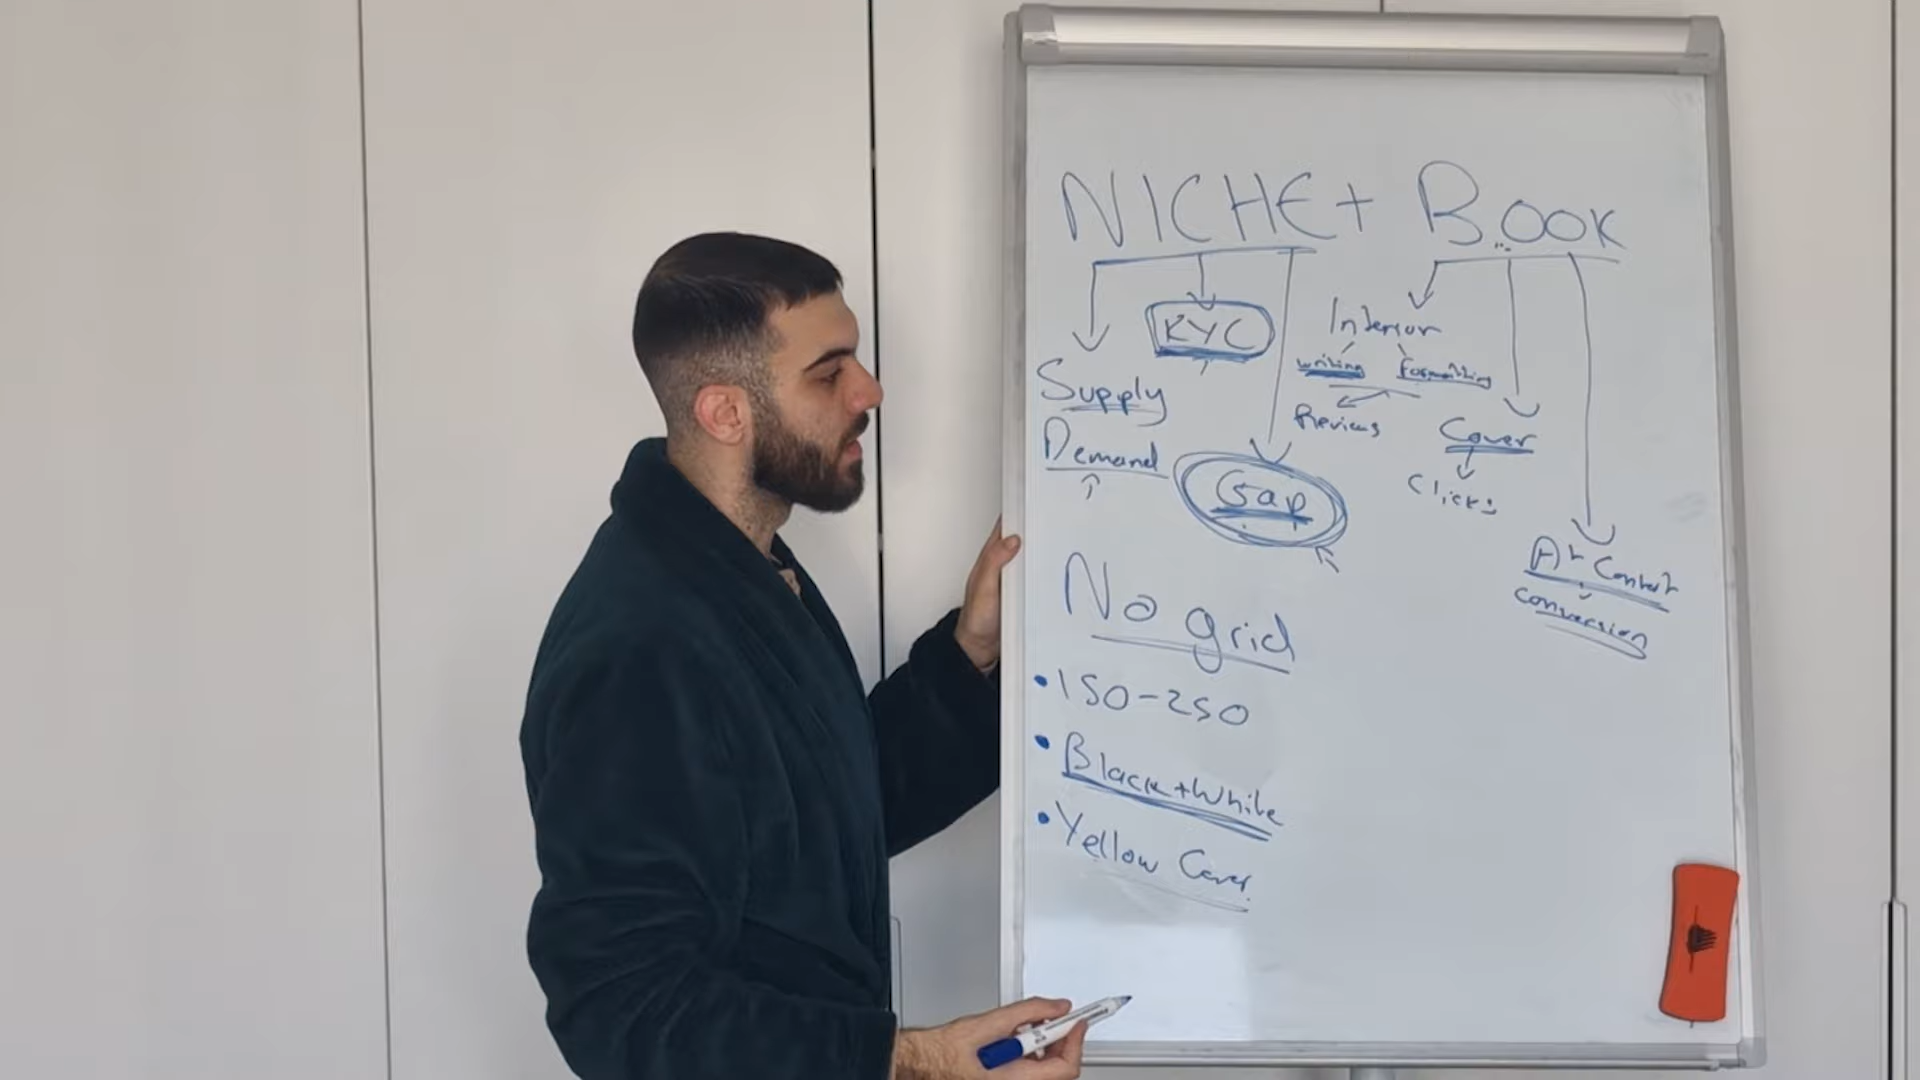 NICHE + BOOK
KYC
Supply
Demand
Gap
Interior
writing
Formatting
Reviews
Cover
Clicks
A+ Content
conversion
No grid
• 150-250
• Black + White
• Yellow Cover